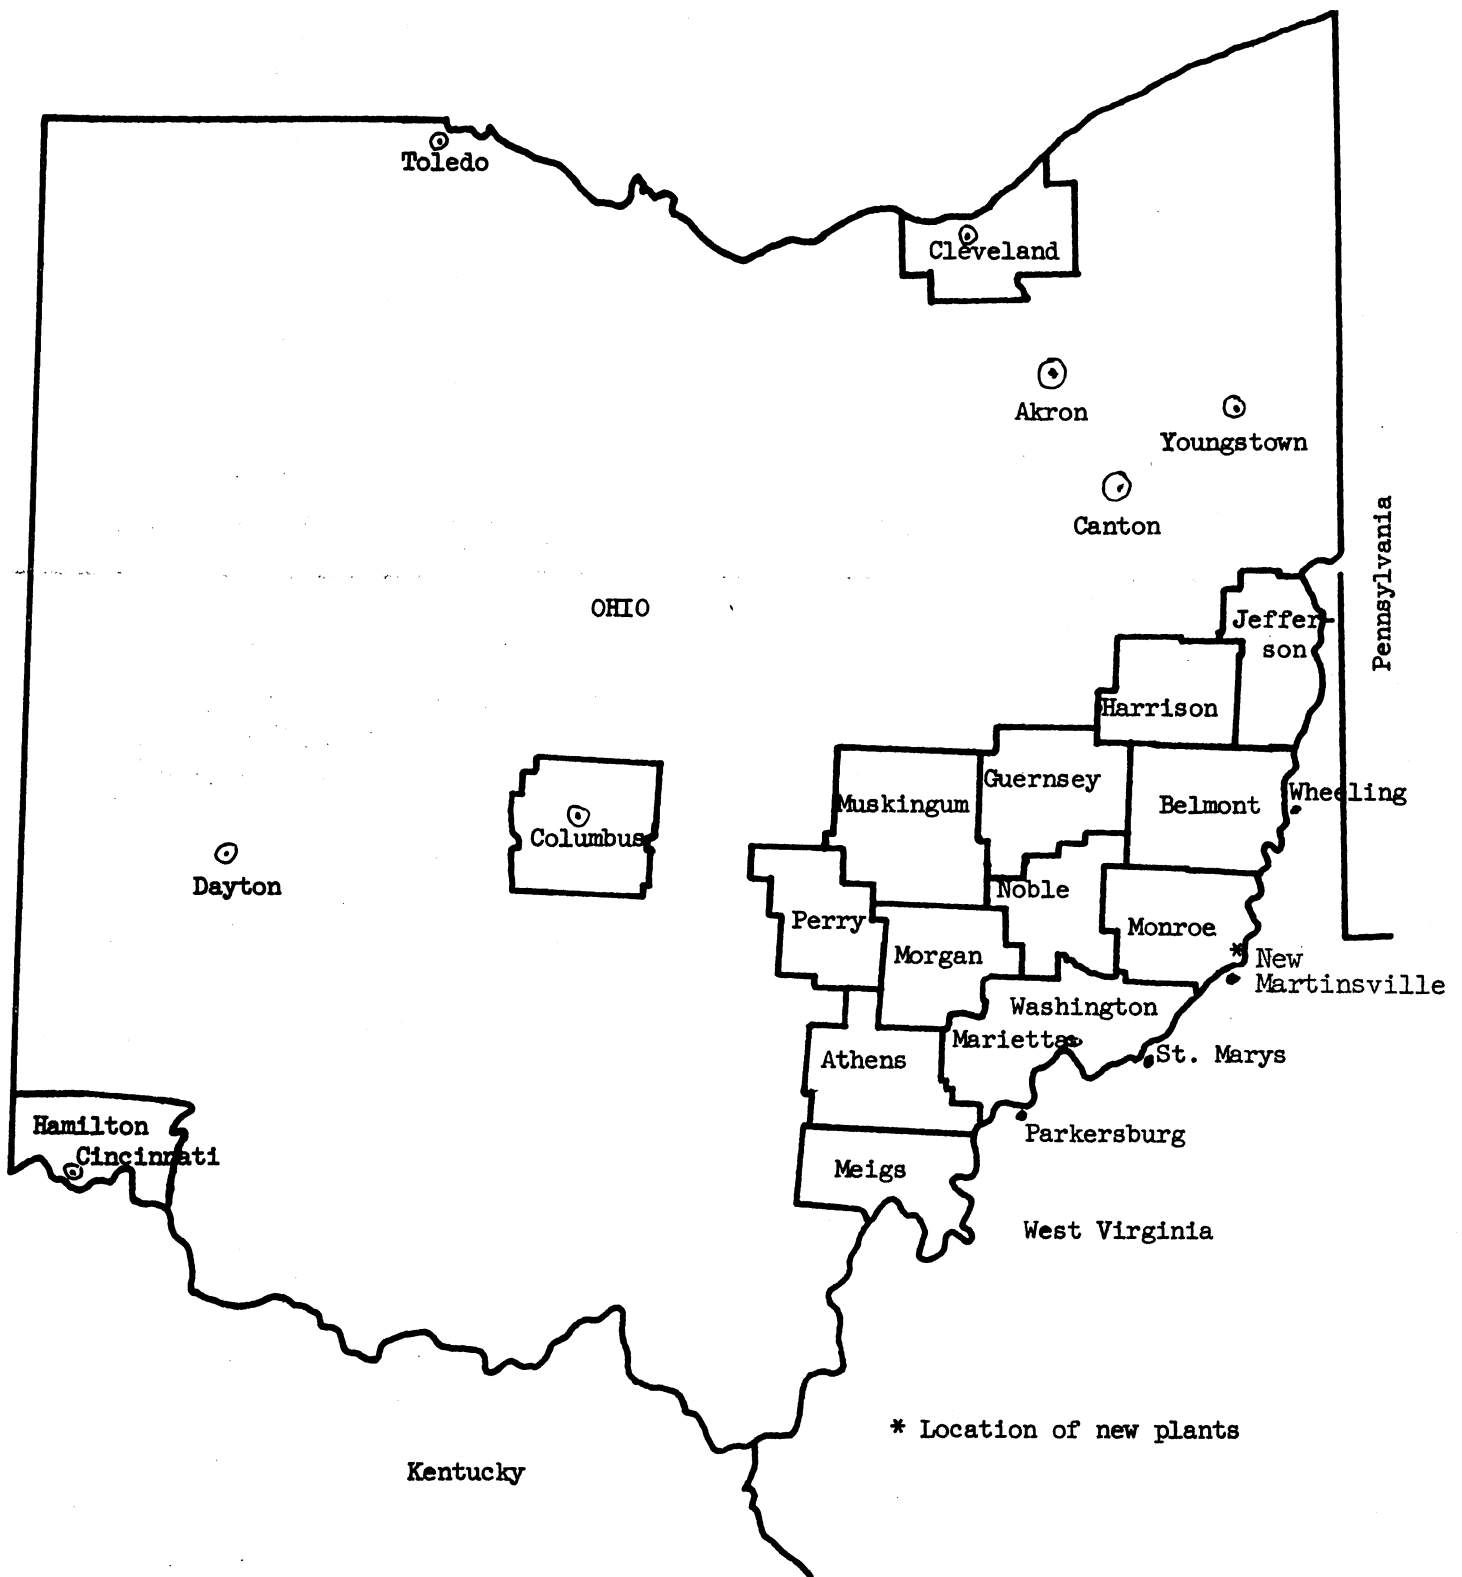 Toledo
Cleveland
Akron
Youngstown
Canton
Pennsylvania
OHIO
Jeffer-
son
Harrison
Guernsey
Muskingum
Belmont
Wheeling
Columbus
Dayton
Noble
Perry
Monroe
Morgan
* New
Martinsville
Washington
Marietta
St. Marys
Athens
Hamilton
Cincinnati
Parkersburg
Meigs
West Virginia
* Location of new plants
Kentucky